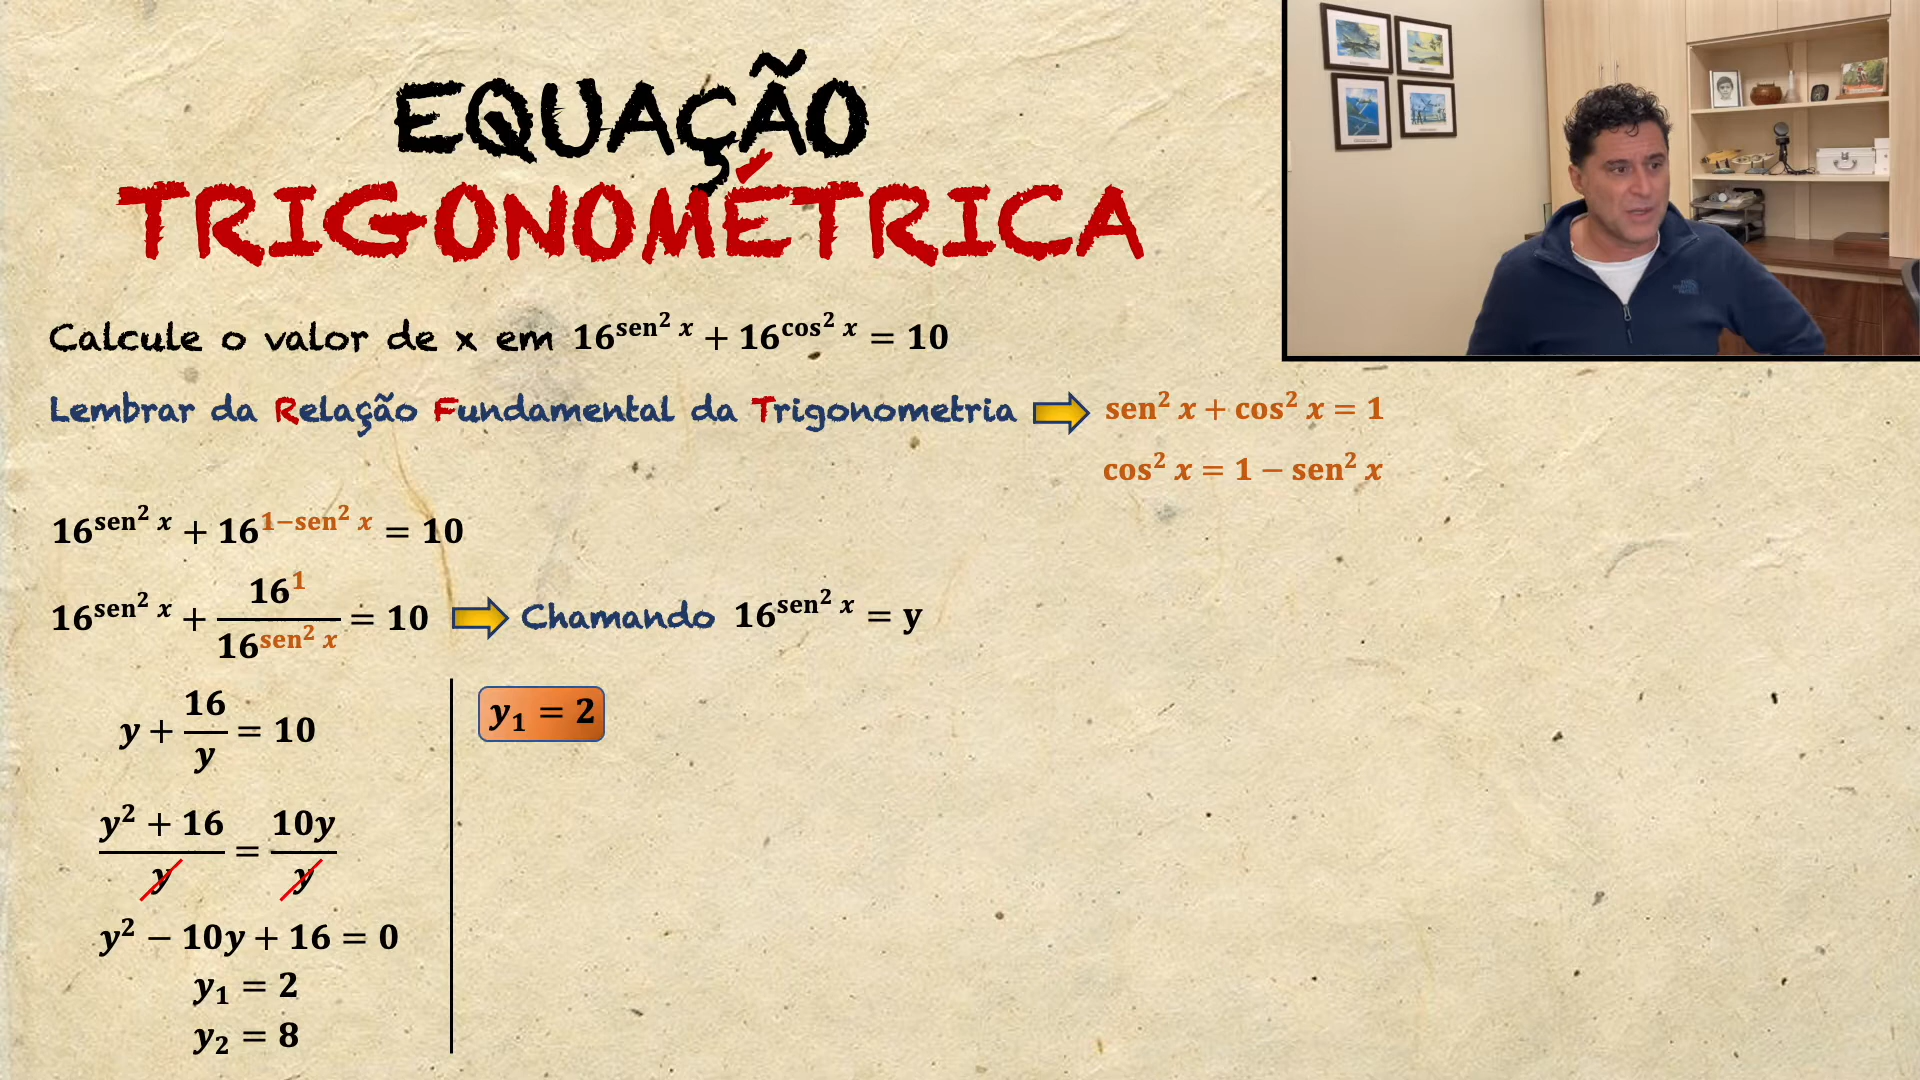 EQUAÇÃO
TRIGONOMÉTRICA
Calcule o valor de x em 16^{sen² x} + 16^{cos² x} = 10
Lembrar da Relação Fundamental da Trigonometria sen² x + cos² x = 1
cos² x = 1 − sen² x
16^{sen² x} + 16^{1−sen² x} = 10
16^{sen² x} + 16^1/16^{sen² x} = 10 Chamando 16^{sen² x} = y
y + 16/y = 10
y₁ = 2
(y² + 16)/y = 10y/y
y² − 10y + 16 = 0
y₁ = 2
y₂ = 8